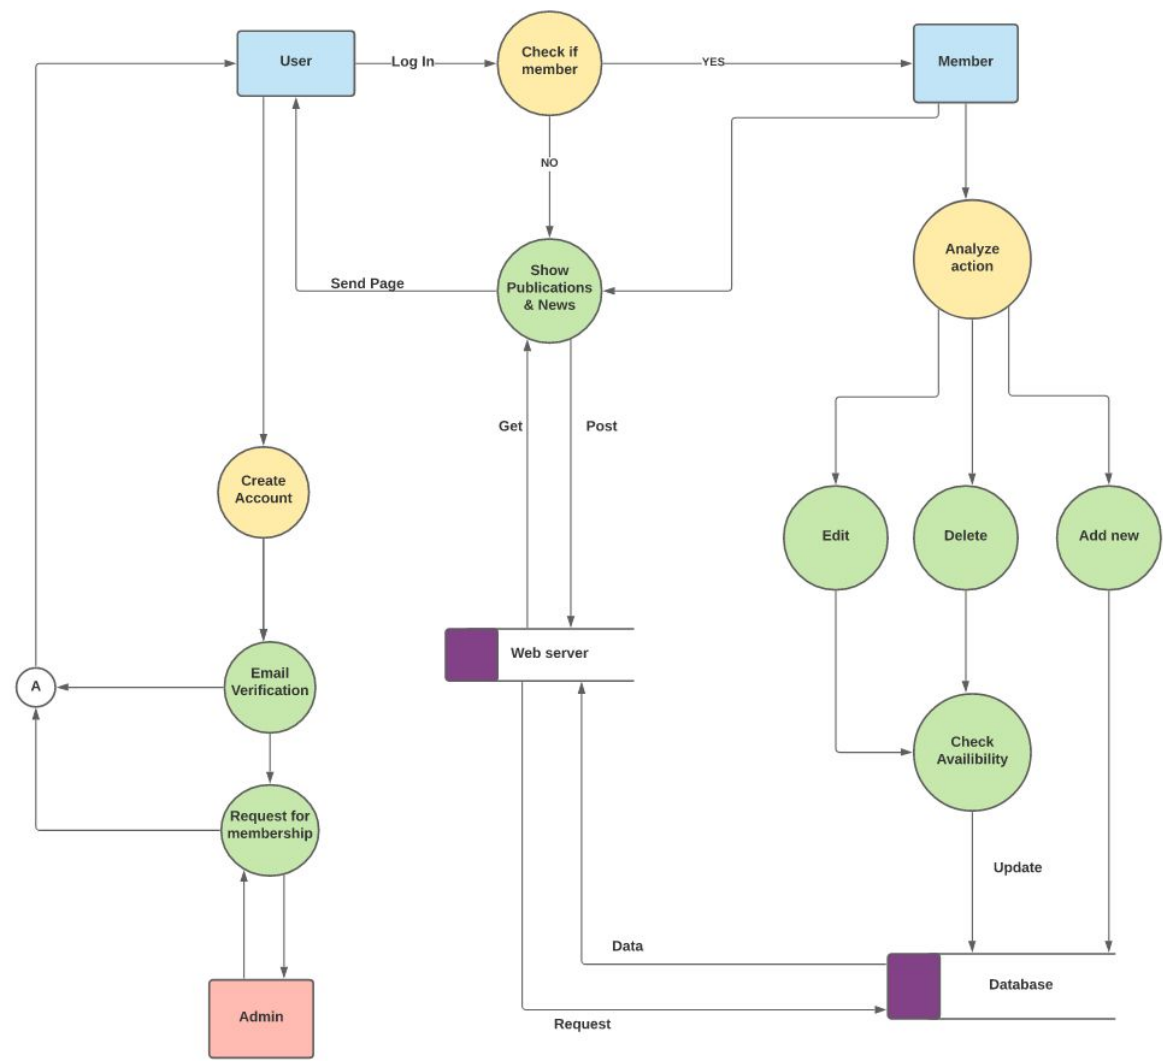 User
Log In
Check if
member
YES
Member
NO
Analyze
action
Show
Publications
& News
Send Page
Get
Post
Create
Account
Edit
Delete
Add new
Web server
Email
Verification
A
Check
Availibility
Request for
membership
Update
Data
Database
Admin
Request